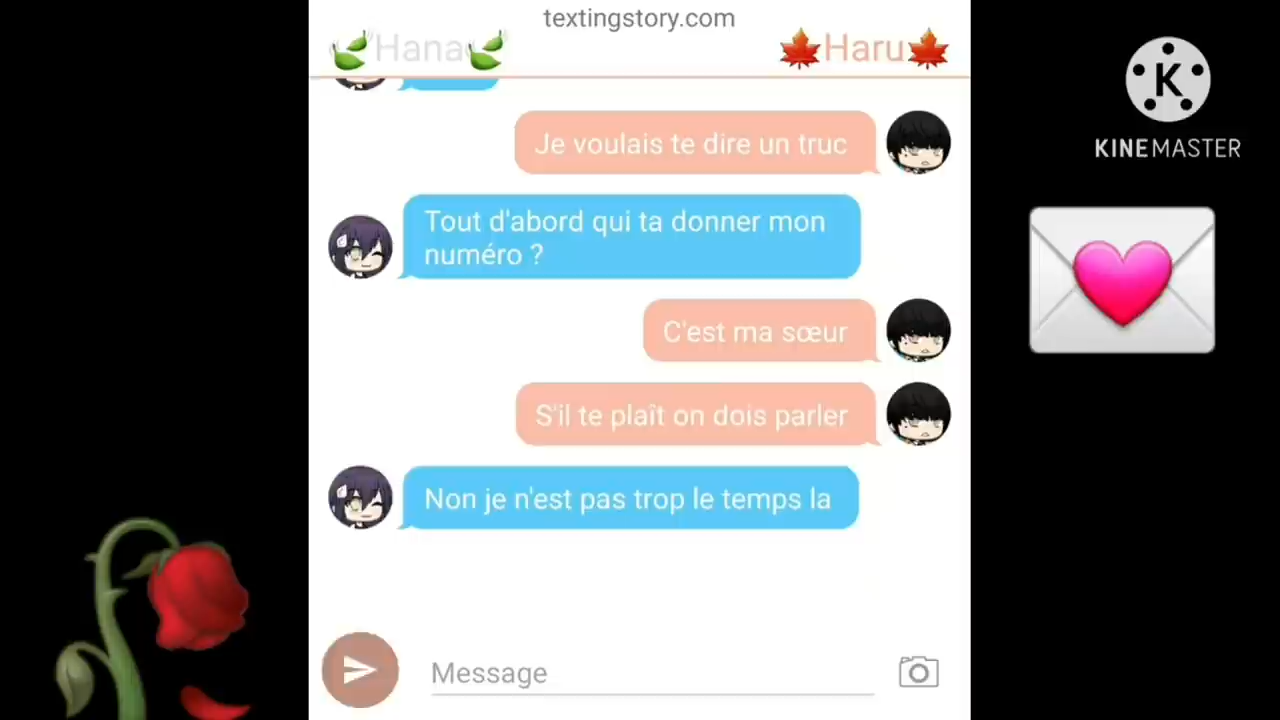 textingstory.com
Hana
Haru
Je voulais te dire un truc
Tout d'abord qui ta donner mon
numéro ?
C'est ma sœur
S'il te plaît on dois parler
Non je n'est pas trop le temps la
Message
K
KINEMASTER